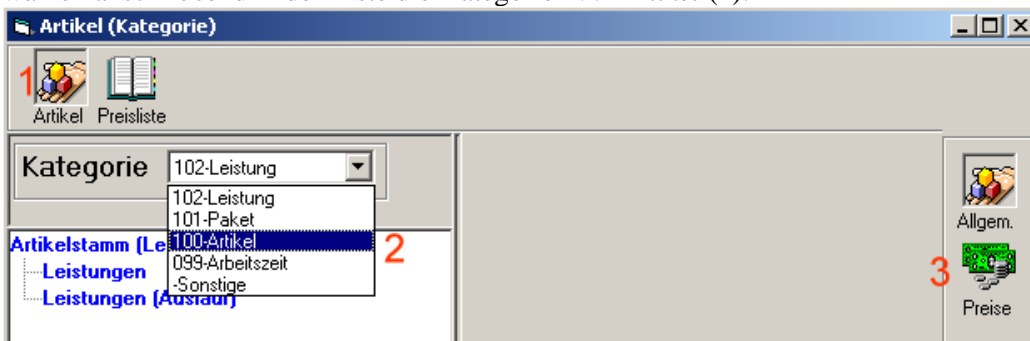 Artikel (Kategorie)
1
Artikel Preisliste
Kategorie 102-Leistung
102-Leistung
101-Paket
100-Artikel
099-Arbeitszeit
-Sonstige
2
Artikelstamm (Le
Leistungen
Leistungen (Auslauf)
Allgem.
3
Preise